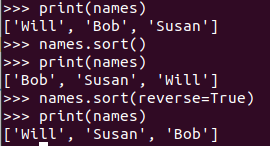 >>> print(names)
['Will', 'Bob', 'Susan']
>>> names.sort()
>>> print(names)
['Bob', 'Susan', 'Will']
>>> names.sort(reverse=True)
>>> print(names)
['Will', 'Susan', 'Bob']